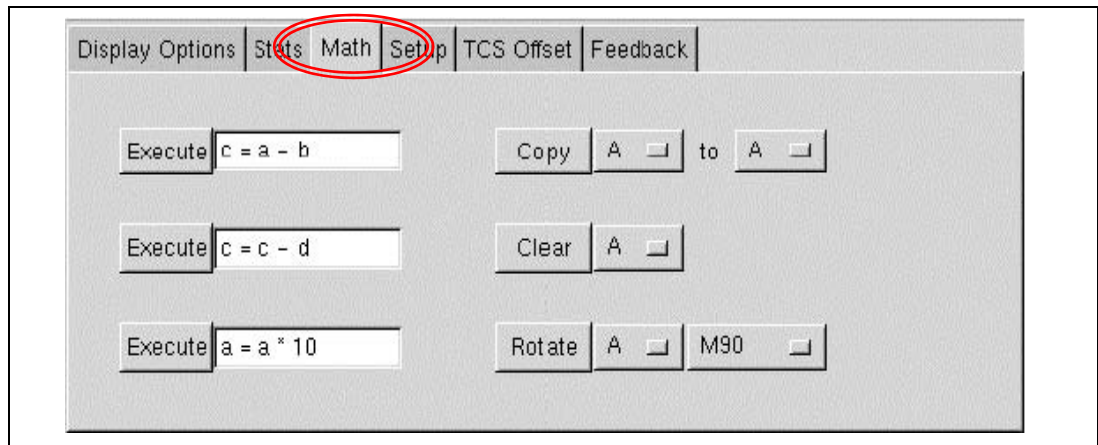 Display Options Stats Math Setup TCS Offset Feedback
Execute c = a - b Copy A to A
Execute c = c - d Clear A
Execute a = a * 10 Rotate A M90